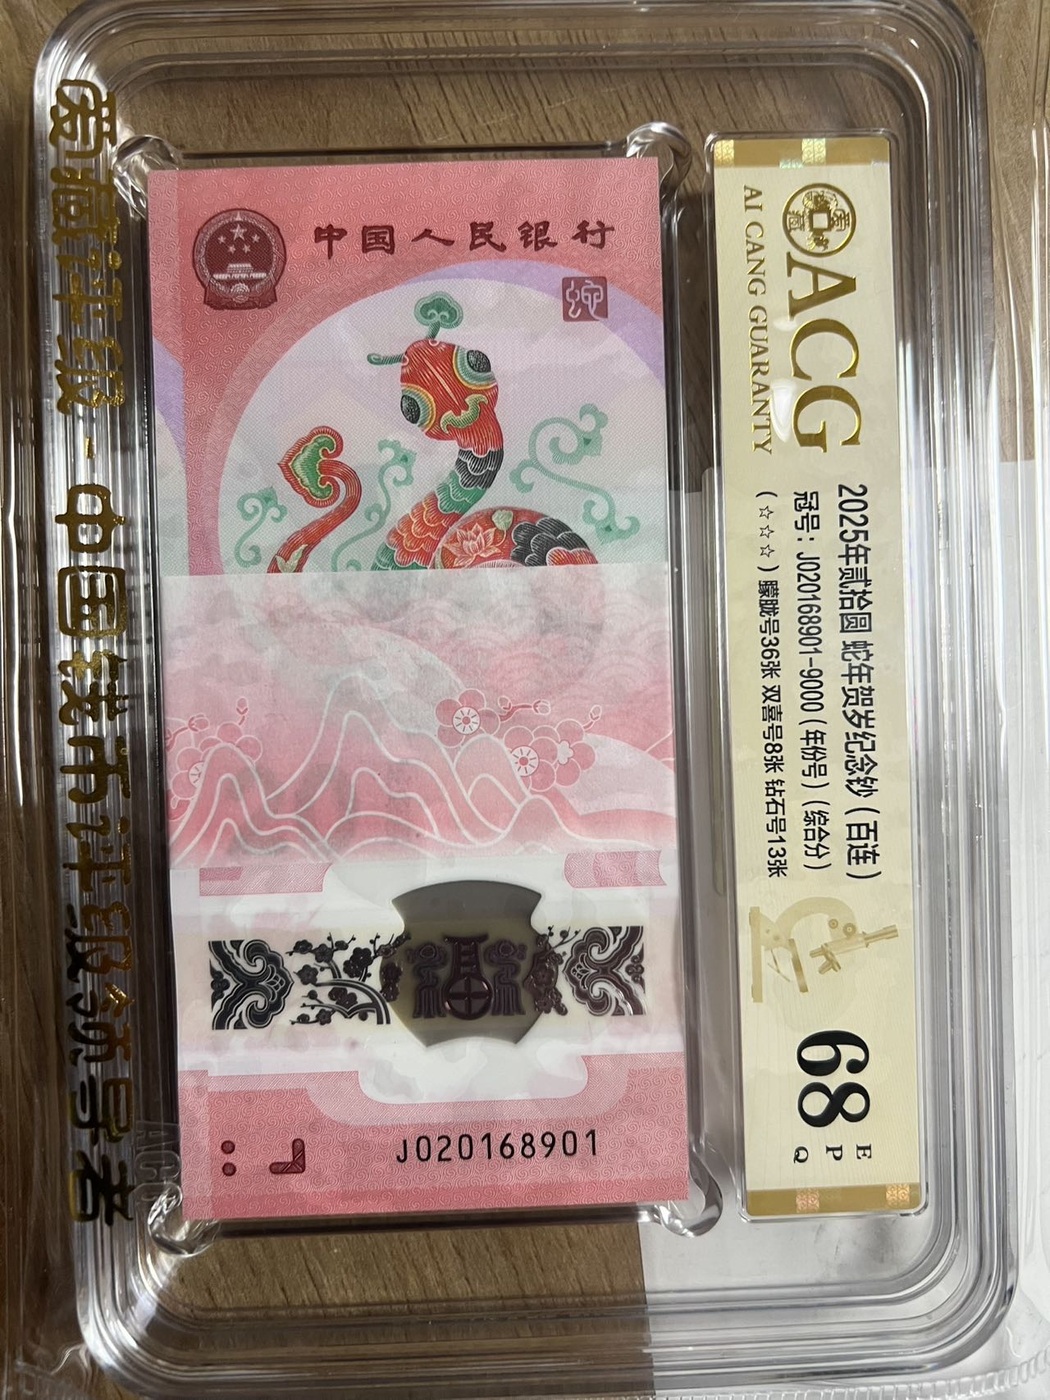 爱藏评级 - 中国钱币评级领导者
中国人民银行
J020168901
ACG
AI CANG GUARANTY
2025年贰拾圆 蛇年贺岁纪念钞（百连）
冠号：J020168901-9000（年份号）（综合分）
（☆☆☆）朦胧号36张 双喜号8张 钻石号13张
68
E
P
Q